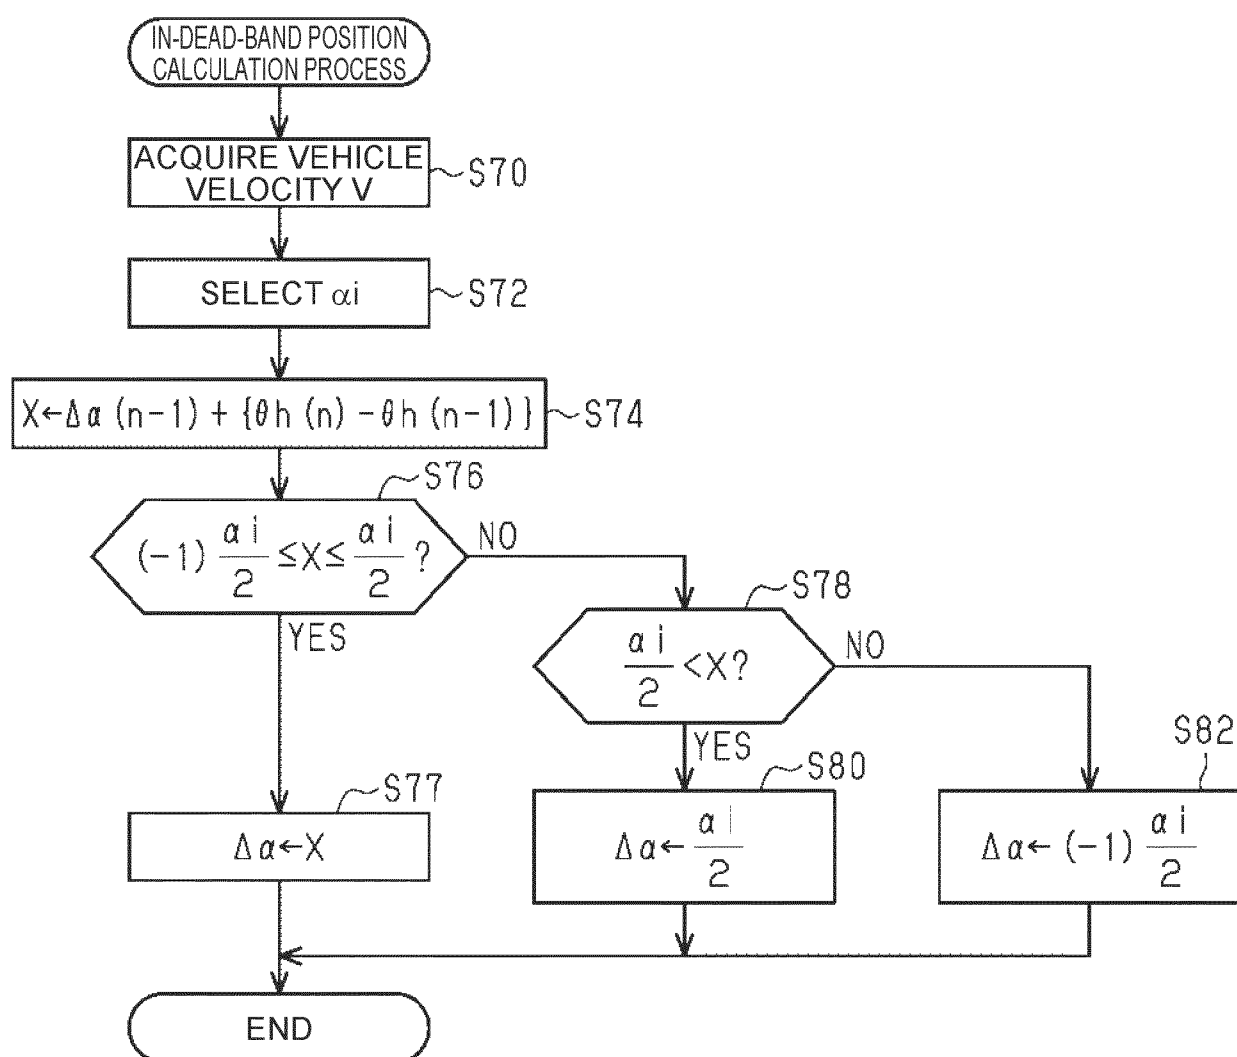 IN-DEAD-BAND POSITION
CALCULATION PROCESS
ACQUIRE VEHICLE
VELOCITY V
S70
SELECT αi
S72
X←Δα(n-1)+{θh(n)-θh(n-1)}
S74
S76
(-1) αi/2 ≤X≤ αi/2 ?
NO
YES
S78
αi/2 <X?
NO
YES
S77
Δα←X
S80
Δα← αi/2
S82
Δα←(-1) αi/2
END